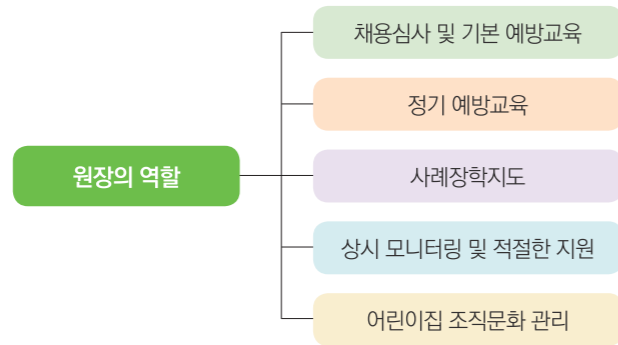 채용심사 및 기본 예방교육
정기 예방교육
원장의 역할
사례장학지도
상시 모니터링 및 적절한 지원
어린이집 조직문화 관리